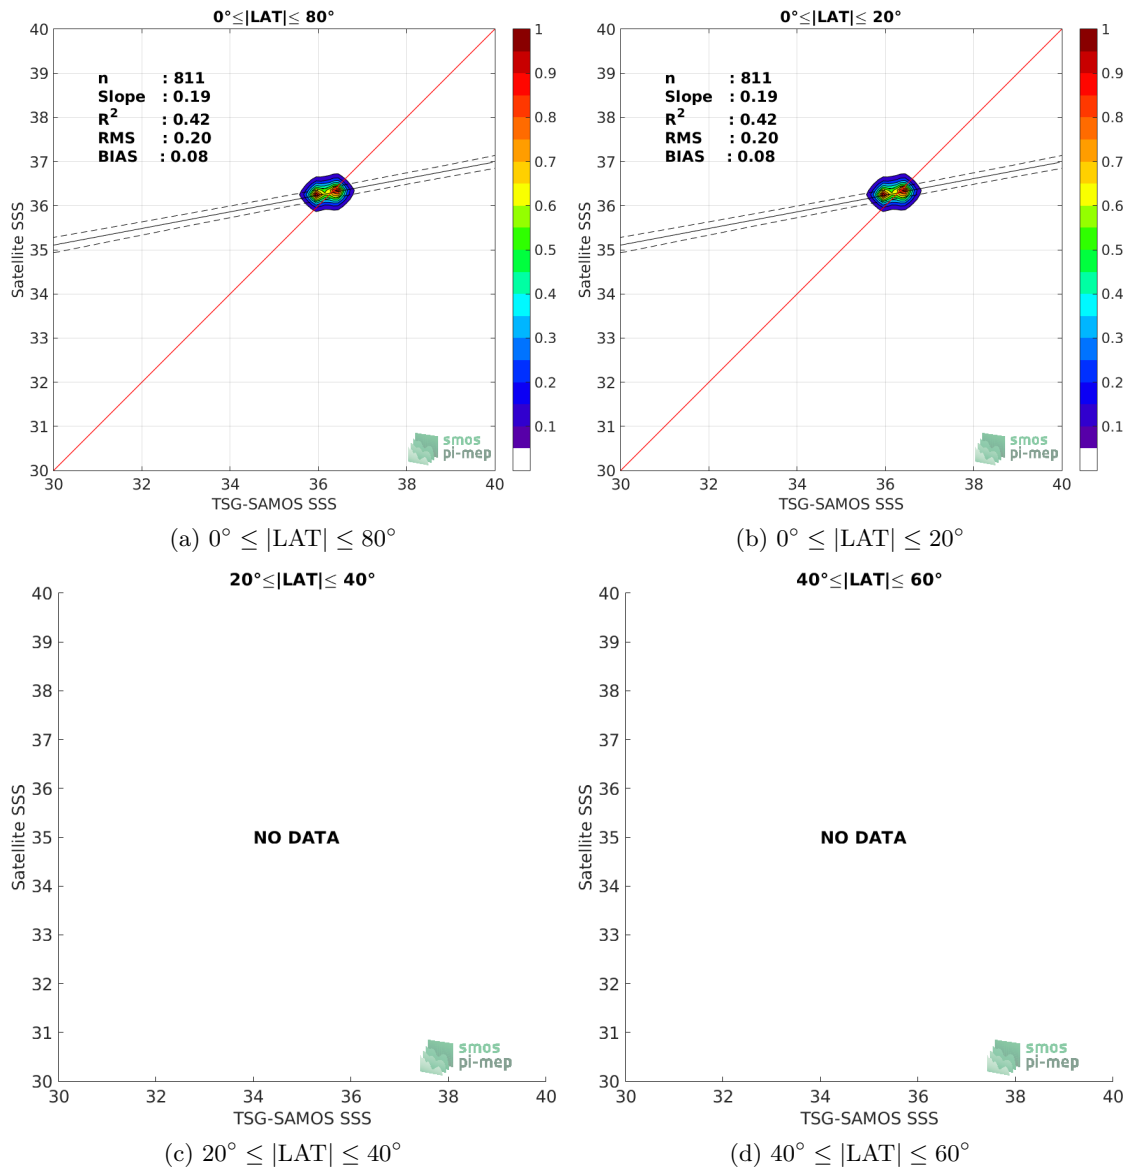 0°≤|LAT|≤ 80°
40
39
38
37
36
35
34
33
32
31
30
Satellite SSS
n : 811
Slope : 0.19
R2 : 0.42
RMS : 0.20
BIAS : 0.08
smos
pi-mep
30 32 34 36 38 40
TSG-SAMOS SSS
1
0.9
0.8
0.7
0.6
0.5
0.4
0.3
0.2
0.1
(a) 0° ≤ |LAT| ≤ 80°
0°≤|LAT|≤ 20°
40
39
38
37
36
35
34
33
32
31
30
Satellite SSS
n : 811
Slope : 0.19
R2 : 0.42
RMS : 0.20
BIAS : 0.08
smos
pi-mep
30 32 34 36 38 40
TSG-SAMOS SSS
1
0.9
0.8
0.7
0.6
0.5
0.4
0.3
0.2
0.1
(b) 0° ≤ |LAT| ≤ 20°
20°≤|LAT|≤ 40°
40
39
38
37
36
35
34
33
32
31
30
Satellite SSS
NO DATA
smos
pi-mep
30 32 34 36 38 40
TSG-SAMOS SSS
(c) 20° ≤ |LAT| ≤ 40°
40°≤|LAT|≤ 60°
40
39
38
37
36
35
34
33
32
31
30
Satellite SSS
NO DATA
smos
pi-mep
30 32 34 36 38 40
TSG-SAMOS SSS
(d) 40° ≤ |LAT| ≤ 60°